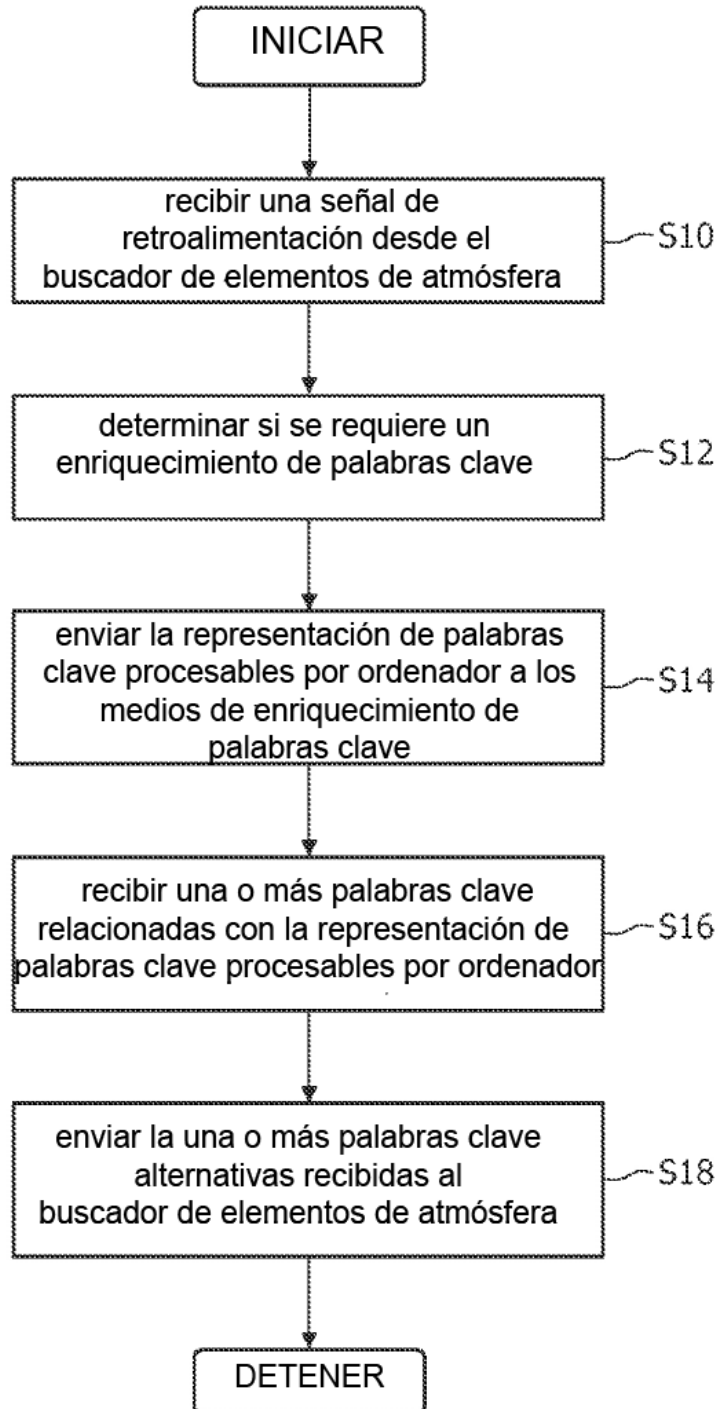 INICIAR
recibir una señal de
retroalimentación desde el
buscador de elementos de atmósfera
S10
determinar si se requiere un
enriquecimiento de palabras clave
S12
enviar la representación de palabras
clave procesables por ordenador a los
medios de enriquecimiento de
palabras clave
S14
recibir una o más palabras clave
relacionadas con la representación de
palabras clave procesables por ordenador
S16
enviar la una o más palabras clave
alternativas recibidas al
buscador de elementos de atmósfera
S18
DETENER